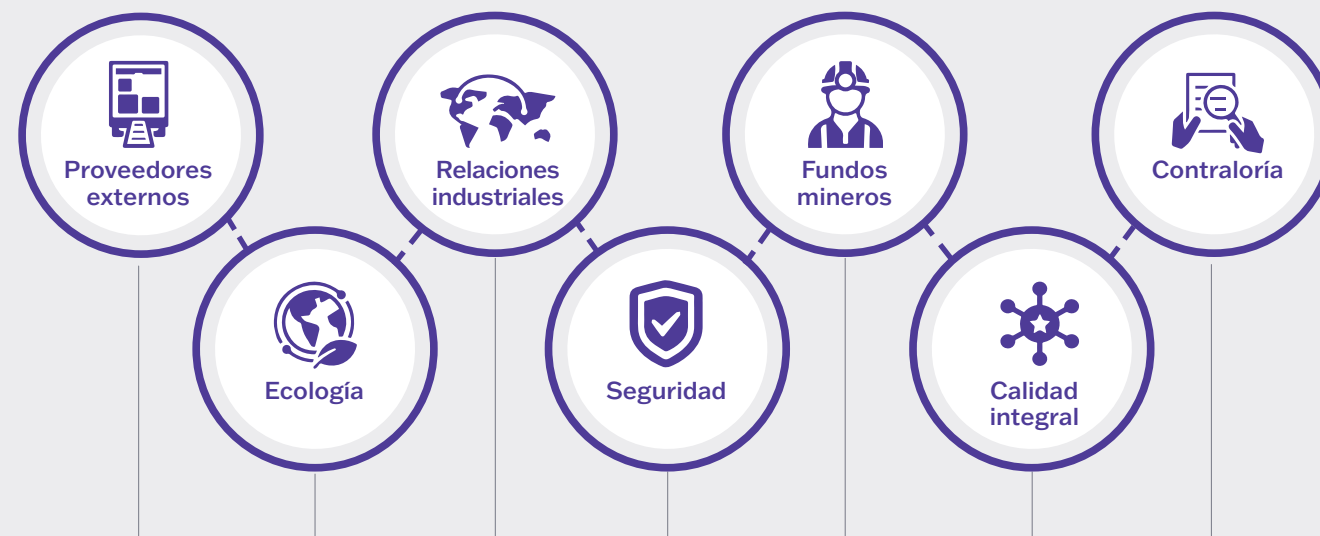 Proveedores
externos
Relaciones
industriales
Fundos
mineros
Contraloría
Ecología
Seguridad
Calidad
integral